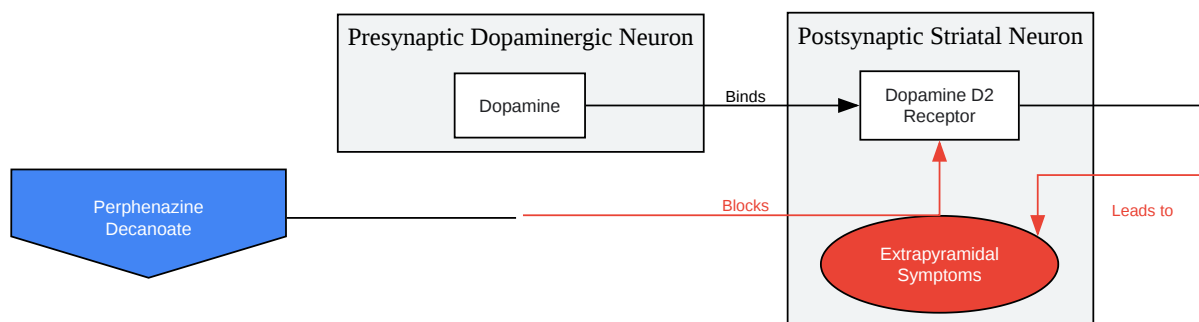 Presynaptic Dopaminergic Neuron
Postsynaptic Striatal Neuron
Dopamine
Binds
Dopamine D2
Receptor
Perphenazine
Decanoate
Blocks
Leads to
Extrapyramidal
Symptoms